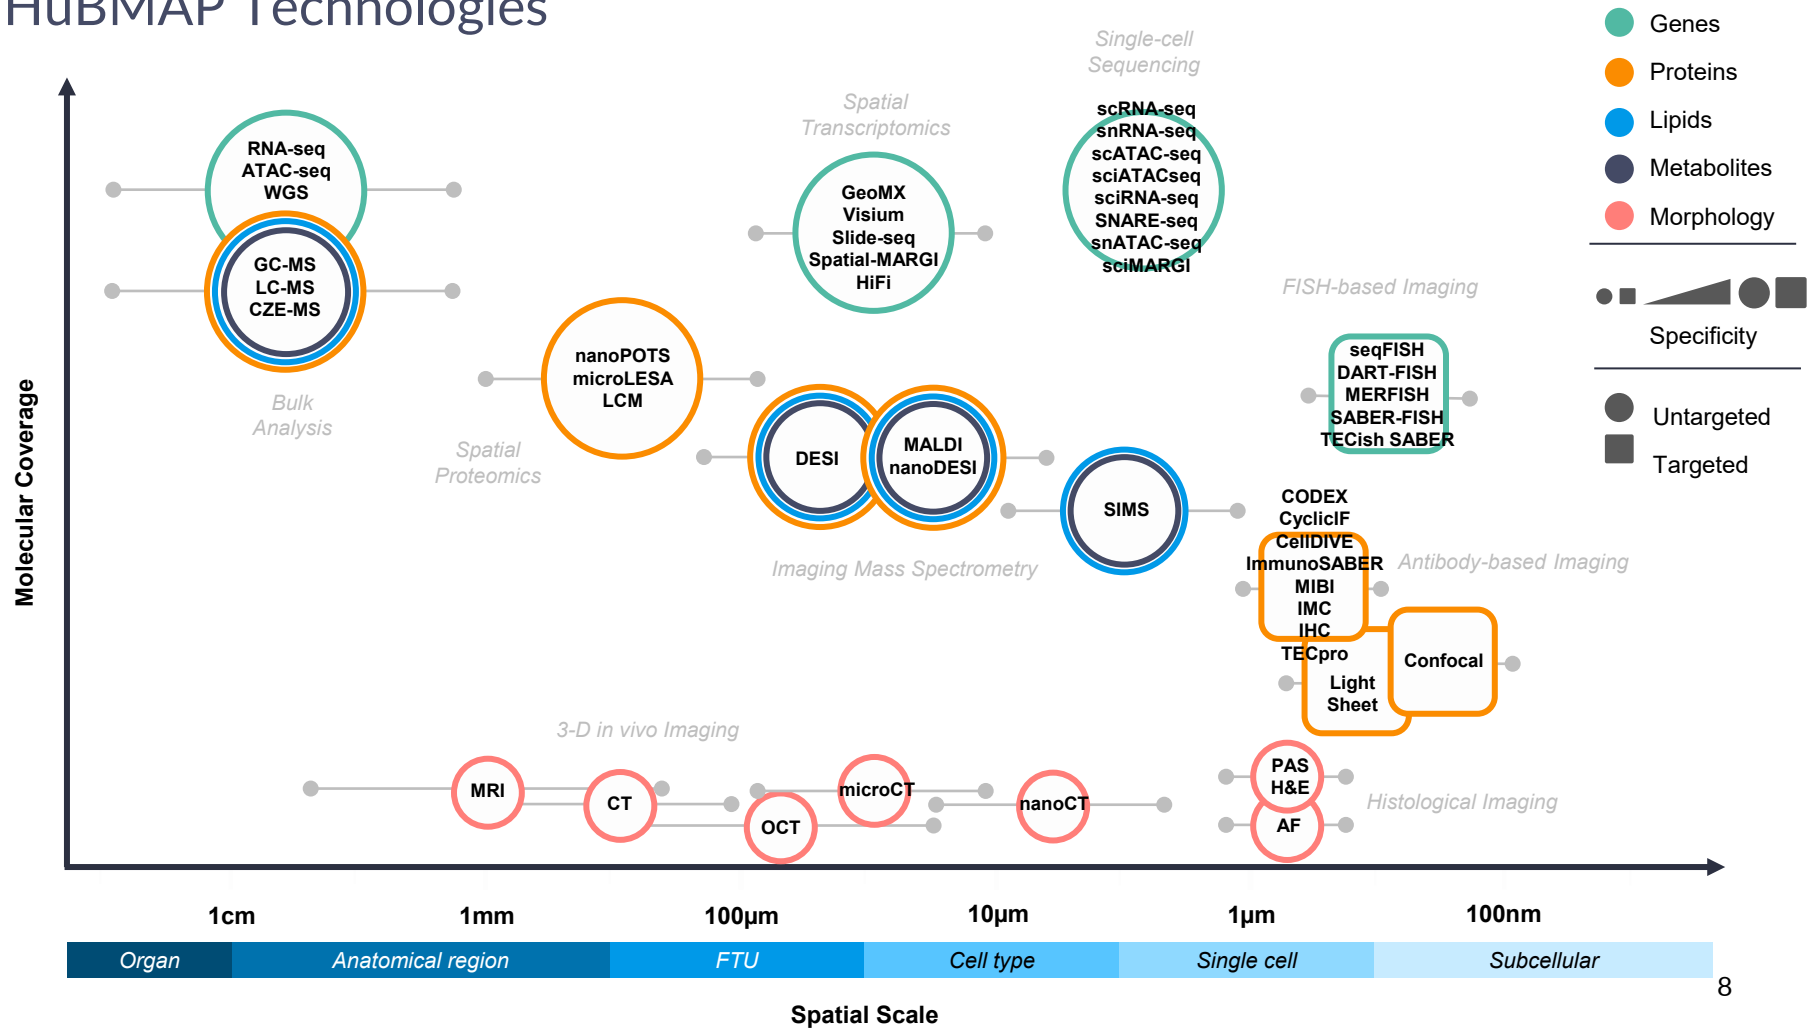 HuBMAP Technologies
Single-cell
Sequencing
Genes
Proteins
Lipids
Metabolites
Morphology
Specificity
Untargeted
Targeted
Spatial
Transcriptomics
scRNA-seq
snRNA-seq
scATAC-seq
sciATACseq
sciRNA-seq
SNARE-seq
snATAC-seq
sciMARGI
RNA-seq
ATAC-seq
WGS
GeoMX
Visium
Slide-seq
Spatial-MARGI
HiFi
GC-MS
LC-MS
CZE-MS
FISH-based Imaging
nanoPOTS
microLESA
LCM
seqFISH
DART-FISH
MERFISH
SABER-FISH
TECish SABER
Bulk
Analysis
Spatial
Proteomics
DESI
MALDI
nanoDESI
SIMS
Imaging Mass Spectrometry
CODEX
CyclicIF
CellDIVE
ImmunoSABER
MIBI
IMC
IHC
TECpro
Antibody-based Imaging
Light
Sheet
Confocal
Molecular Coverage
3-D in vivo Imaging
MRI
CT
OCT
microCT
nanoCT
PAS
H&E
AF
Histological Imaging
1cm
1mm
100µm
10µm
1µm
100nm
Organ
Anatomical region
FTU
Cell type
Single cell
Subcellular
8
Spatial Scale